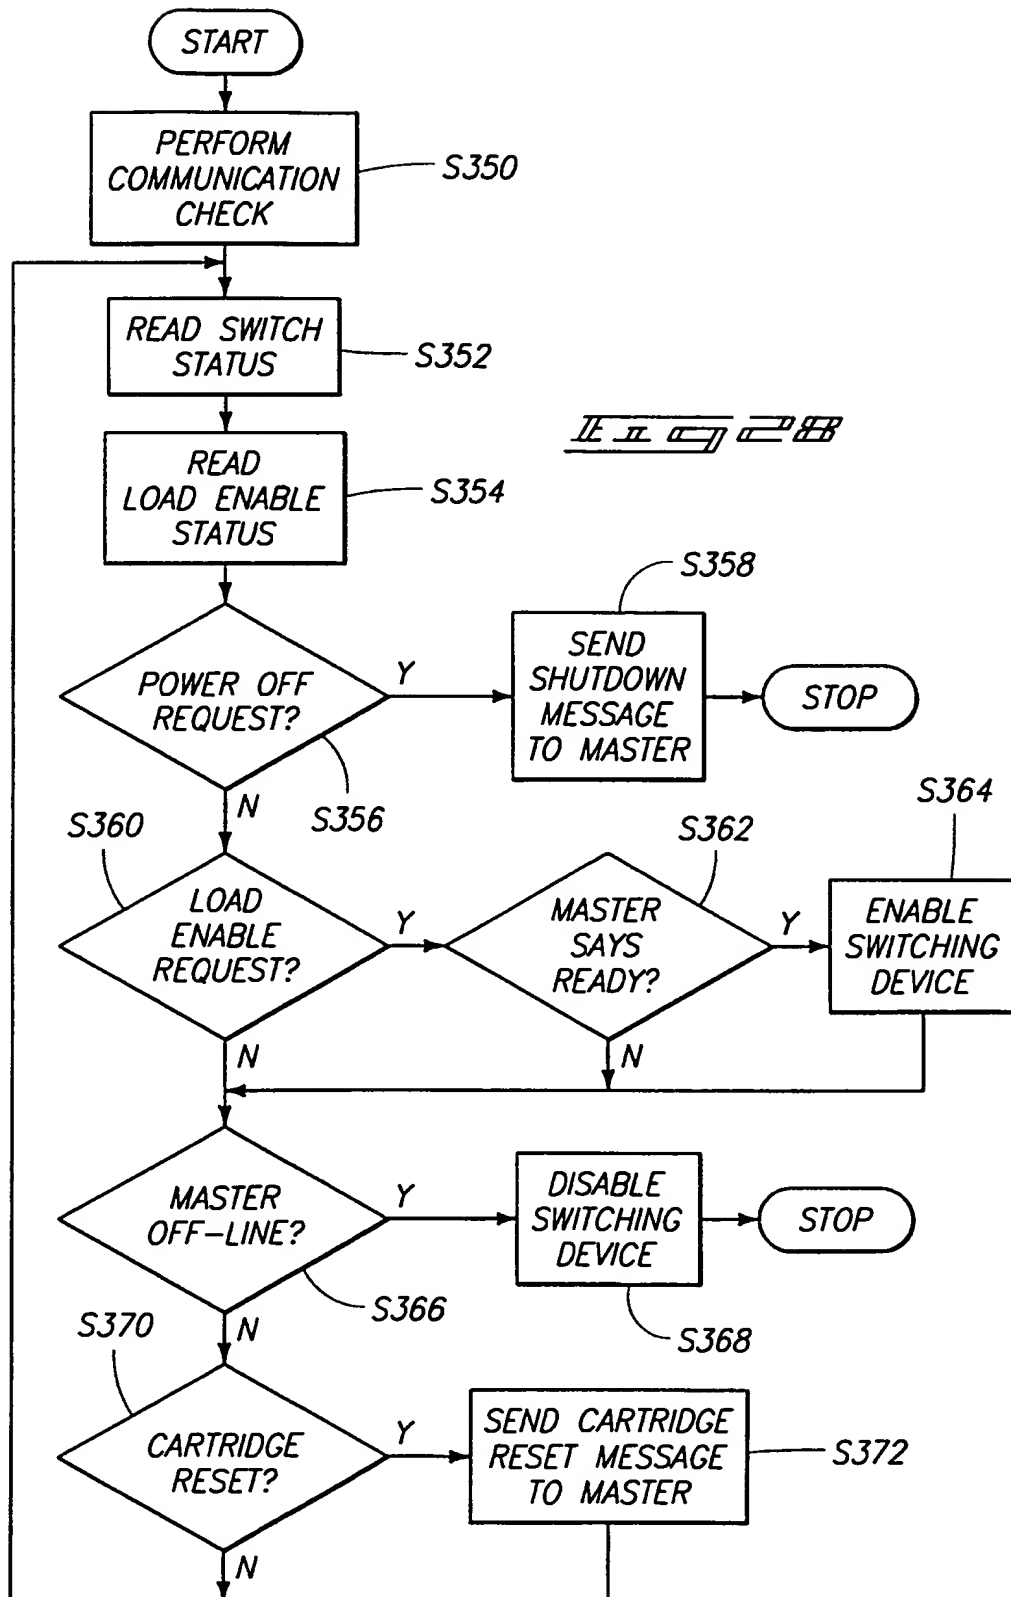 START
PERFORM
COMMUNICATION
CHECK
S350
READ SWITCH
STATUS
S352
Fig 28
READ
LOAD ENABLE
STATUS
S354
S358
POWER OFF
REQUEST?
Y
SEND
SHUTDOWN
MESSAGE
TO MASTER
STOP
N
S356
S360
S362
S364
LOAD
ENABLE
REQUEST?
Y
MASTER
SAYS
READY?
Y
ENABLE
SWITCHING
DEVICE
N
N
MASTER
OFF-LINE?
Y
DISABLE
SWITCHING
DEVICE
STOP
S366
S368
N
S370
CARTRIDGE
RESET?
Y
SEND CARTRIDGE
RESET MESSAGE
TO MASTER
S372
N